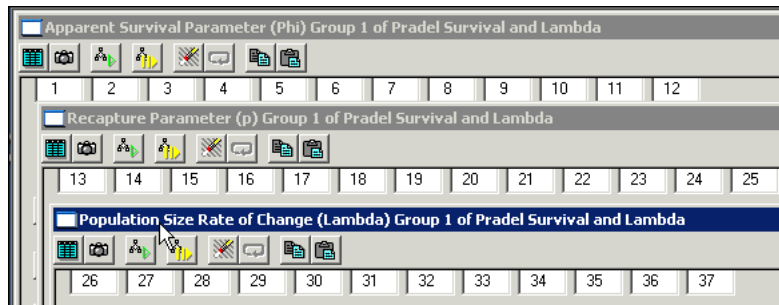 Apparent Survival Parameter (Phi) Group 1 of Pradel Survival and Lambda
1 2 3 4 5 6 7 8 9 10 11 12
Recapture Parameter (p) Group 1 of Pradel Survival and Lambda
13 14 15 16 17 18 19 20 21 22 23 24 25
Population Size Rate of Change (Lambda) Group 1 of Pradel Survival and Lambda
26 27 28 29 30 31 32 33 34 35 36 37